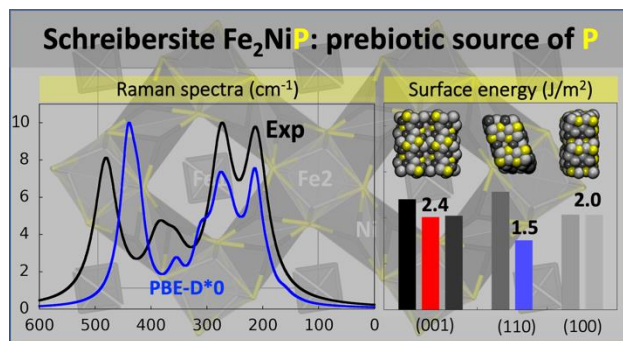 Schreibersite Fe₂NiP: prebiotic source of P
Raman spectra (cm⁻¹)
Surface energy (J/m²)
10
8
6
4
2
0
Exp
PBE-D*0
Fe
Fe2
Ni
600 500 400 300 200 100 0
2.4
1.5
2.0
(001) (110) (100)